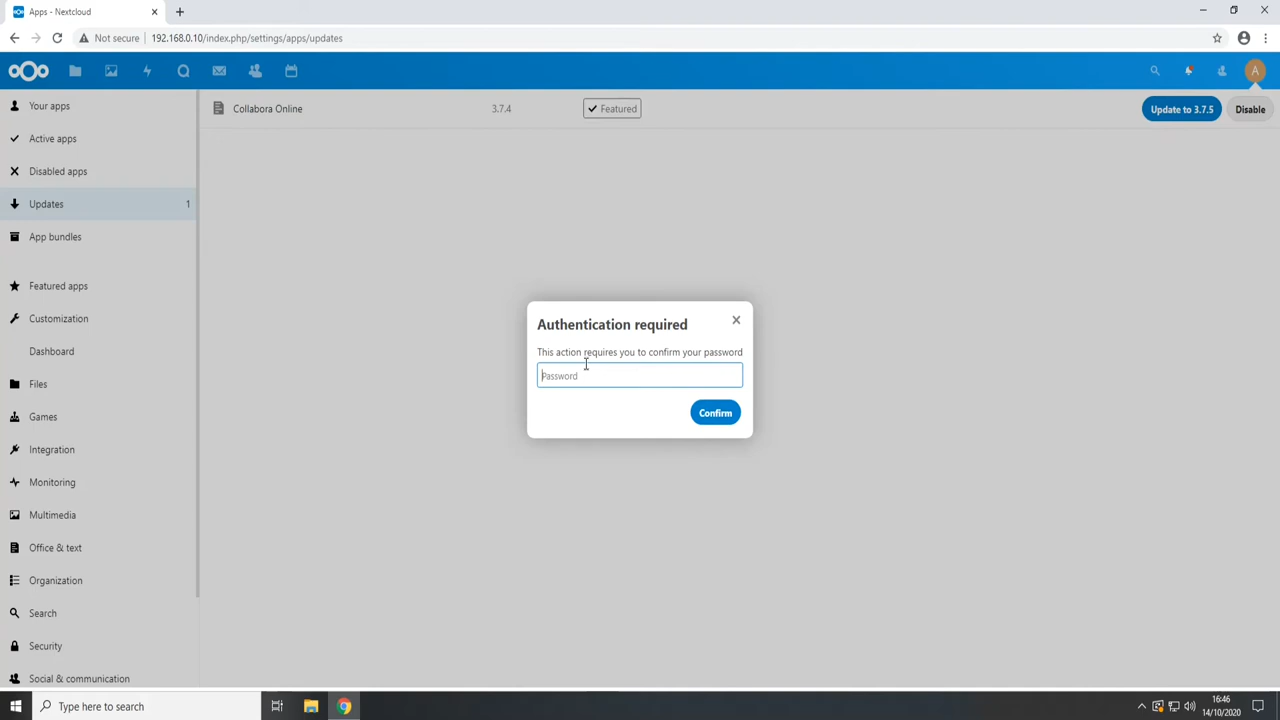 Apps - Nextcloud
Not secure
192.168.0.10/index.php/settings/apps/updates
A
Your apps
Active apps
Disabled apps
Updates 1
App bundles
Featured apps
Customization
Dashboard
Files
Games
Integration
Monitoring
Multimedia
Office & text
Organization
Search
Security
Social & communication
Collabora Online 3.7.4 Featured Update to 3.7.5 Disable
Authentication required
This action requires you to confirm your password
Password
Confirm
Type here to search
16:46
14/10/2020